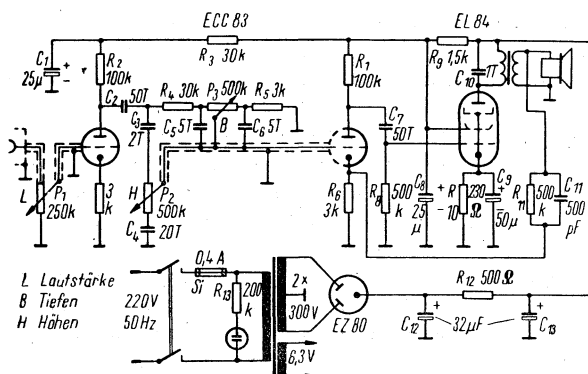 ECC 83
EL 84
C1
25µ
+
−
R2
100k
R3 30k
R1
100k
R9 1,5k
C10
1T
C2 50T
R4 30k
P3 500k
R5 3k
C3
2T
C5 5T
B
C6 5T
C7
50T
L
P1
250k
3
k
H
P2
500k
C4
20T
R6
3k
R8
500
k
C8
25
µ
+
R
10
230
Ω
C9
+
50µ
R
11
500
k
C11
500
pF
L Lautstärke
B Tiefen
H Höhen
220V
50Hz
0,4A
Si
R13
200
k
2x
300V
6,3V
EZ 80
R12 500Ω
C12
+
32µF
+
C13